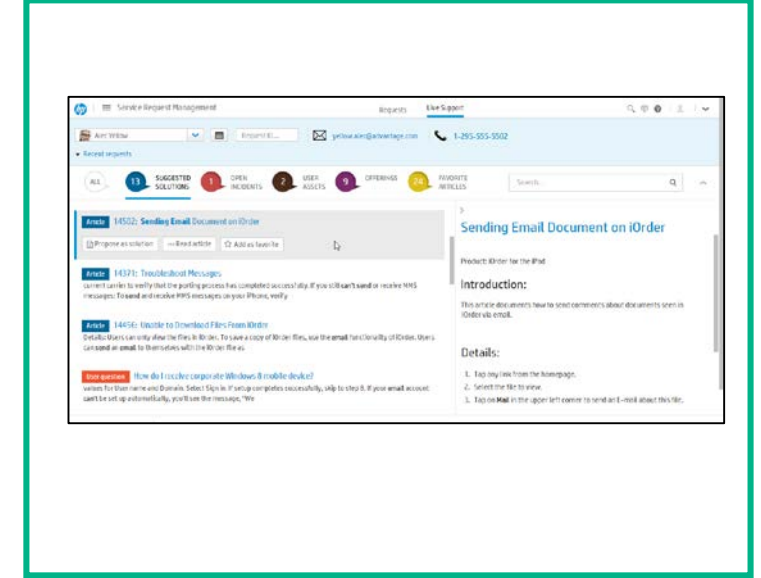 hp
Service Request Management
Requests
Live Support
Alec Yellow
Request ID...
yellow.alec@advantage.com
1-295-555-5502
Recent requests
ALL
13 SUGGESTED SOLUTIONS
1 OPEN INCIDENTS
2 USER ASSETS
9 OFFERINGS
24 FAVORITE ARTICLES
Search
Article 14502: Sending Email Document on iOrder
Propose as solution
Read article
Add as favorite
Article 14371: Troubleshoot Messages
current carrier to verify that the porting process has completed successfully. If you still can't send or receive MMS
messages: To send and receive MMS messages on your iPhone, verify
Article 14456: Unable to Download Files From iOrder
Details: Users can only view the files in iOrder. To save a copy of iOrder files, use the email functionality of iOrder. Users
can send an email to themselves with the iOrder file as
User question How do I receive corporate Windows 8 mobile device?
values for User name and Domain. Select Sign in. If setup completes successfully, skip to step 8. If your email account
can't be set up automatically, you'll see the message, "We
Sending Email Document on iOrder
Product: iOrder for the iPad
Introduction:
This article documents how to send comments about documents seen in
iOrder via email.
Details:
1. Tap any link from the homepage.
2. Select the file to view.
3. Tap on Mail in the upper left corner to send an E-mail about this file.